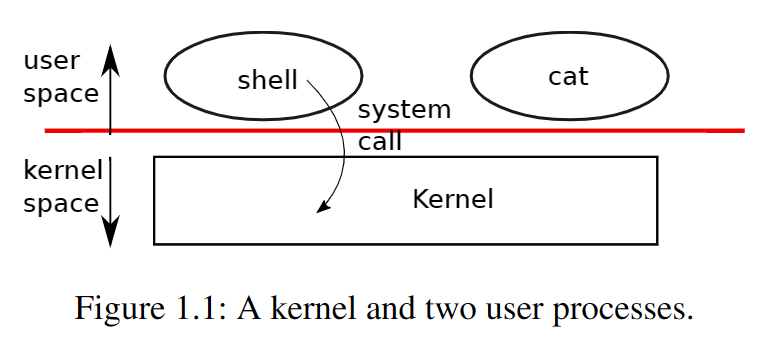 user
space
shell
cat
system
call
kernel
space
Kernel
Figure 1.1: A kernel and two user processes.